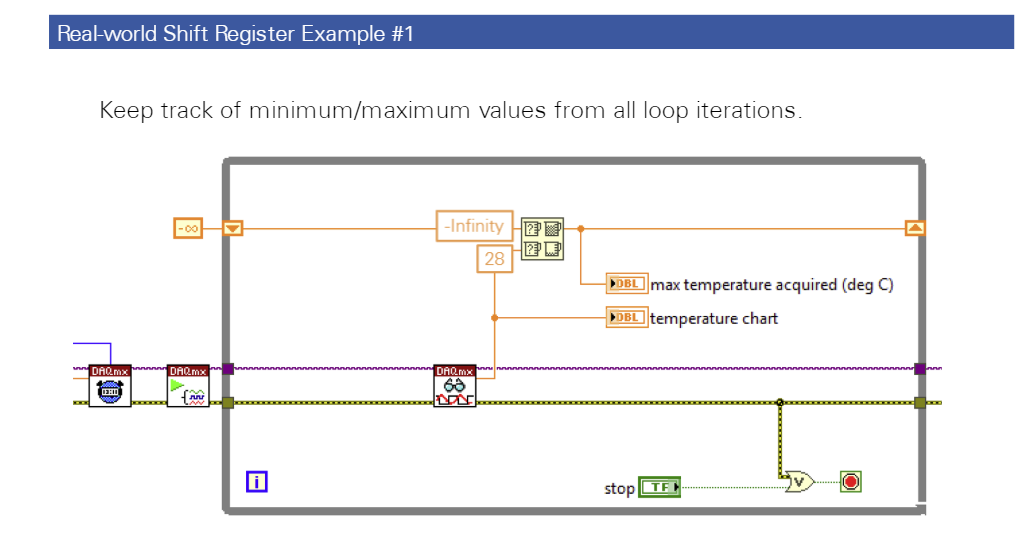 Real-world Shift Register Example #1
Keep track of minimum/maximum values from all loop iterations.
-∞
-Infinity
28
DBL max temperature acquired (deg C)
DBL temperature chart
DAQmx
DAQmx
DAQmx
i
stop TF
V